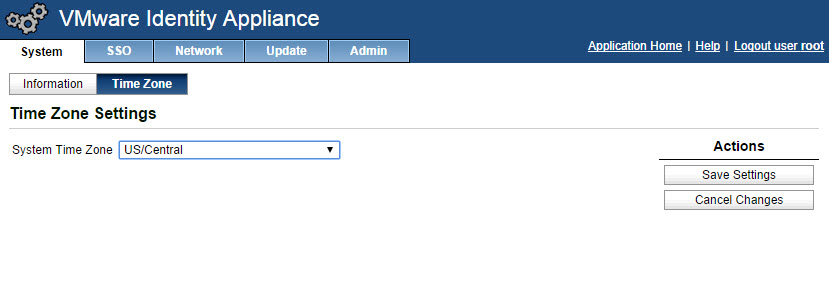 VMware Identity Appliance
System SSO Network Update Admin
Application Home | Help | Logout user root
Information Time Zone
Time Zone Settings
System Time Zone US/Central
Actions
Save Settings
Cancel Changes